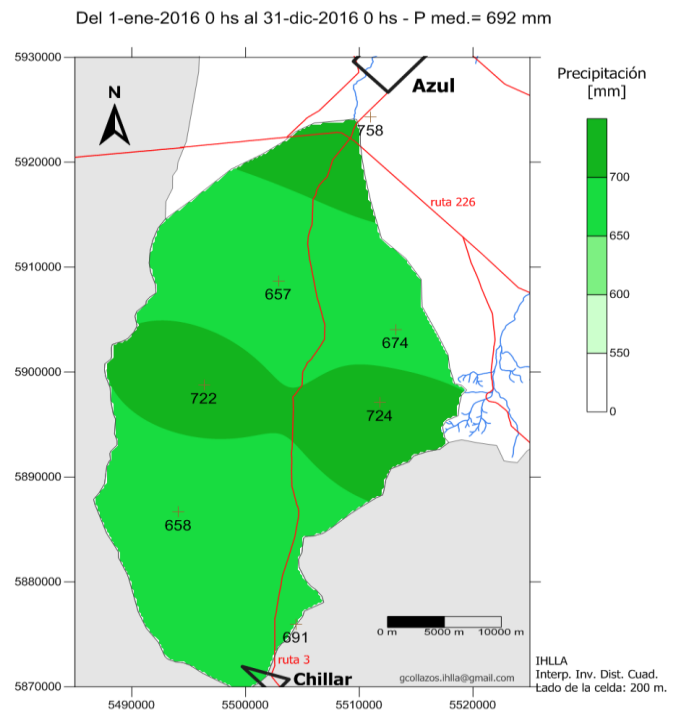 Del 1-ene-2016 0 hs al 31-dic-2016 0 hs - P med.= 692 mm
5930000
5920000
5910000
5900000
5890000
5880000
5870000
5490000
5500000
5510000
5520000
N
Azul
758
ruta 226
657
674
722
724
658
691
ruta 3
Chillar
0 m
5000 m
10000 m
gcollazos.ihlla@gmail.com
Precipitación
[mm]
700
650
600
550
0
IHLLA
Interp. Inv. Dist. Cuad.
Lado de la celda: 200 m.